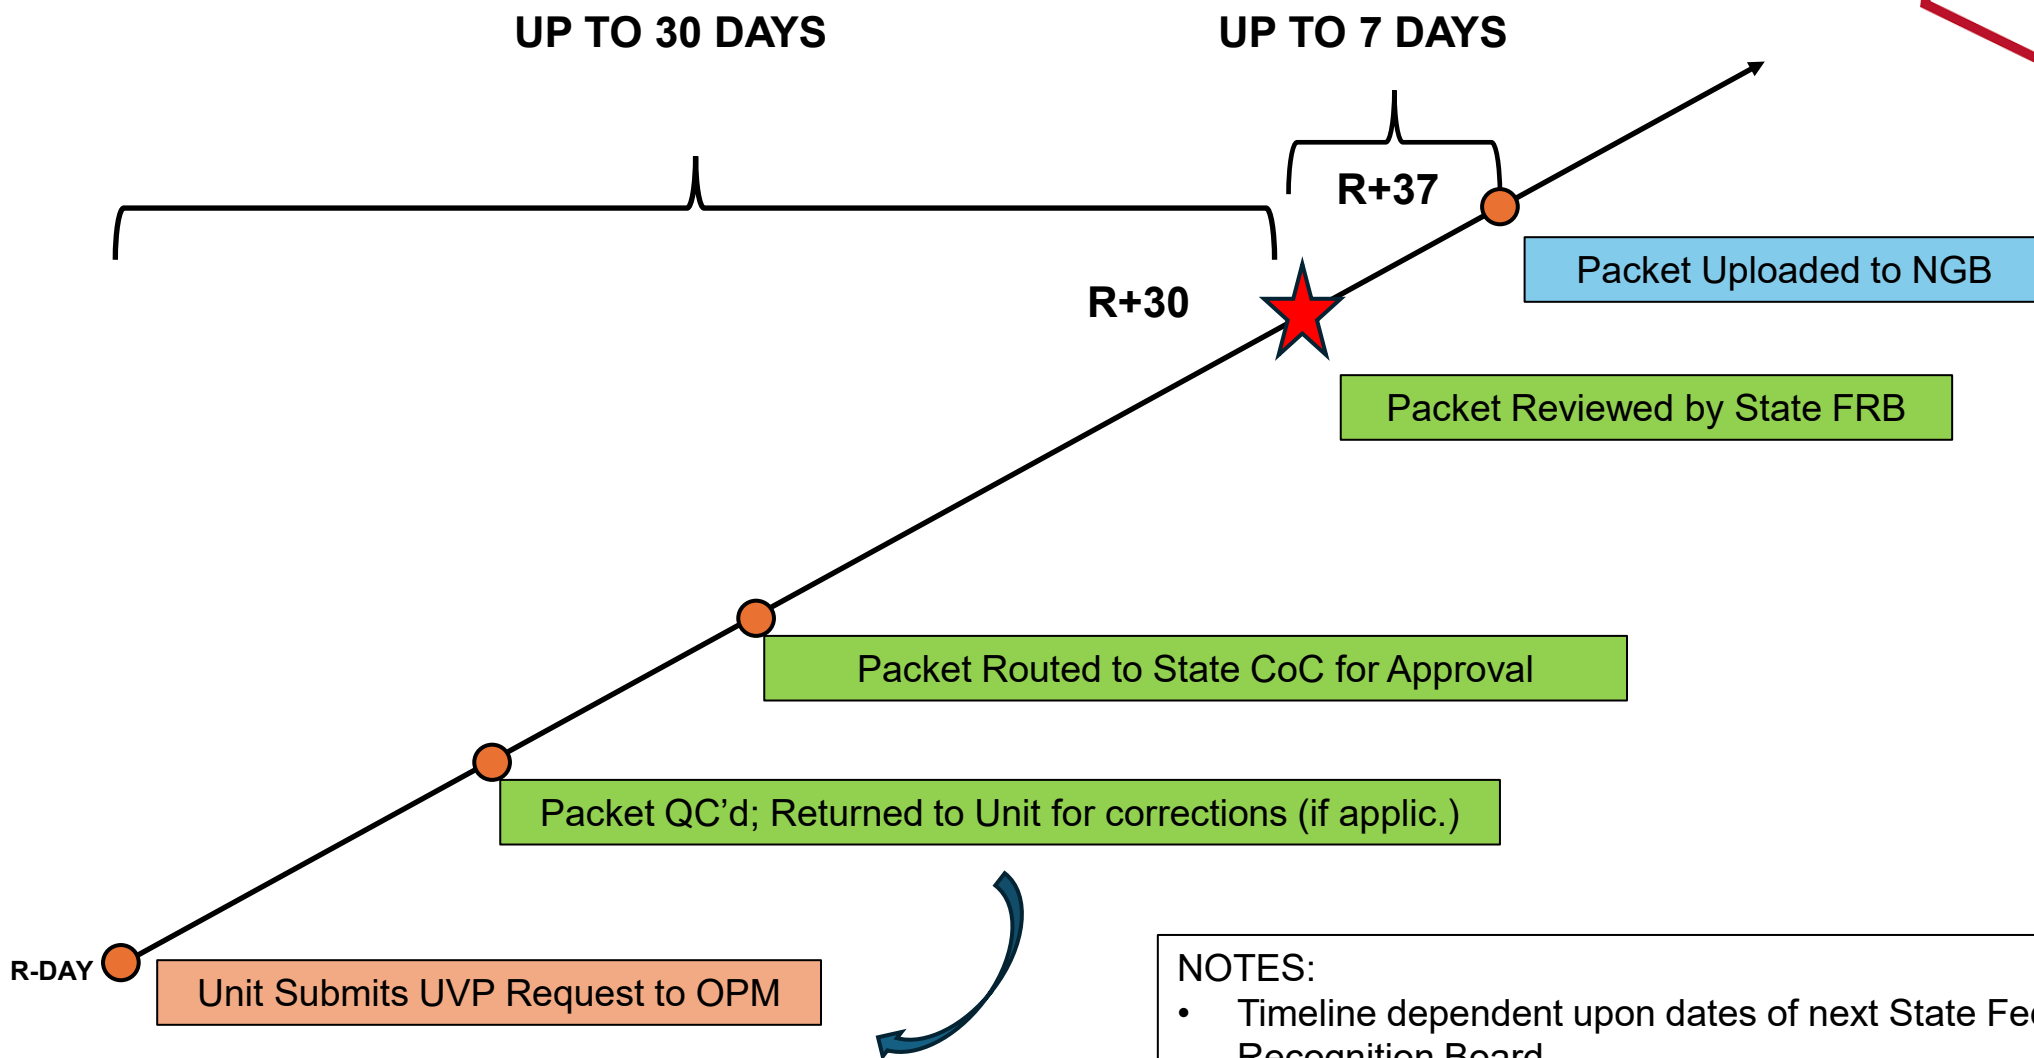 UP TO 30 DAYS
UP TO 7 DAYS
R+37
Packet Uploaded to NGB
R+30
Packet Reviewed by State FRB
Packet Routed to State CoC for Approval
Packet QC’d; Returned to Unit for corrections (if applic.)
R-DAY
Unit Submits UVP Request to OPM
NOTES:
• Timeline dependent upon dates of next State
Recognition Board